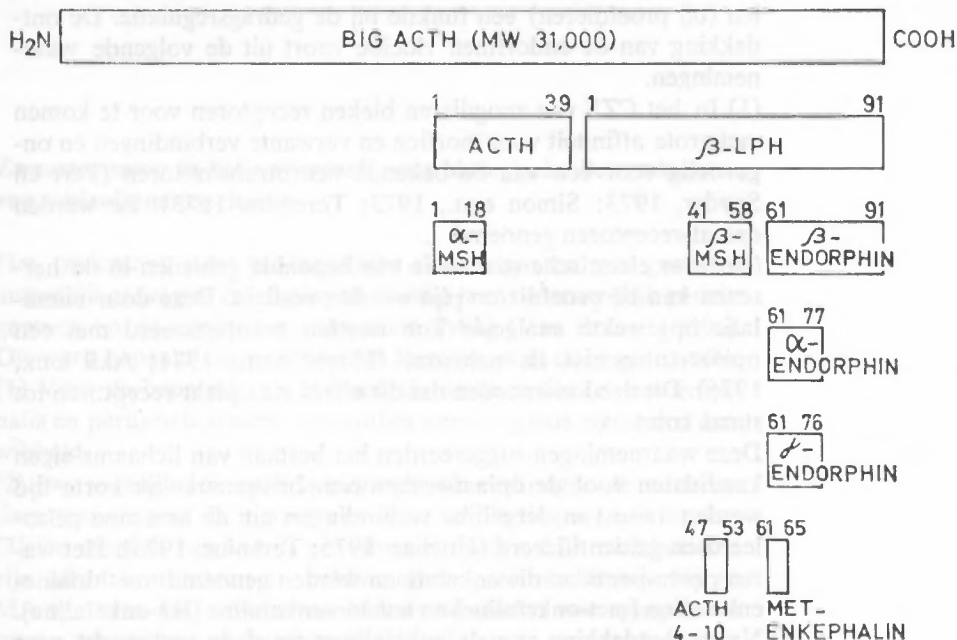 H₂N BIG ACTH (MW 31,000) COOH
1 39 1 91
ACTH β-LPH
1 18 41 58 61 91
α- β- β-
MSH MSH ENDORPHIN
61 77
α-
ENDORPHIN
61 76
ENDORPHIN
47 53 61 65
ACTH MET-
4-10 ENKEPHALIN